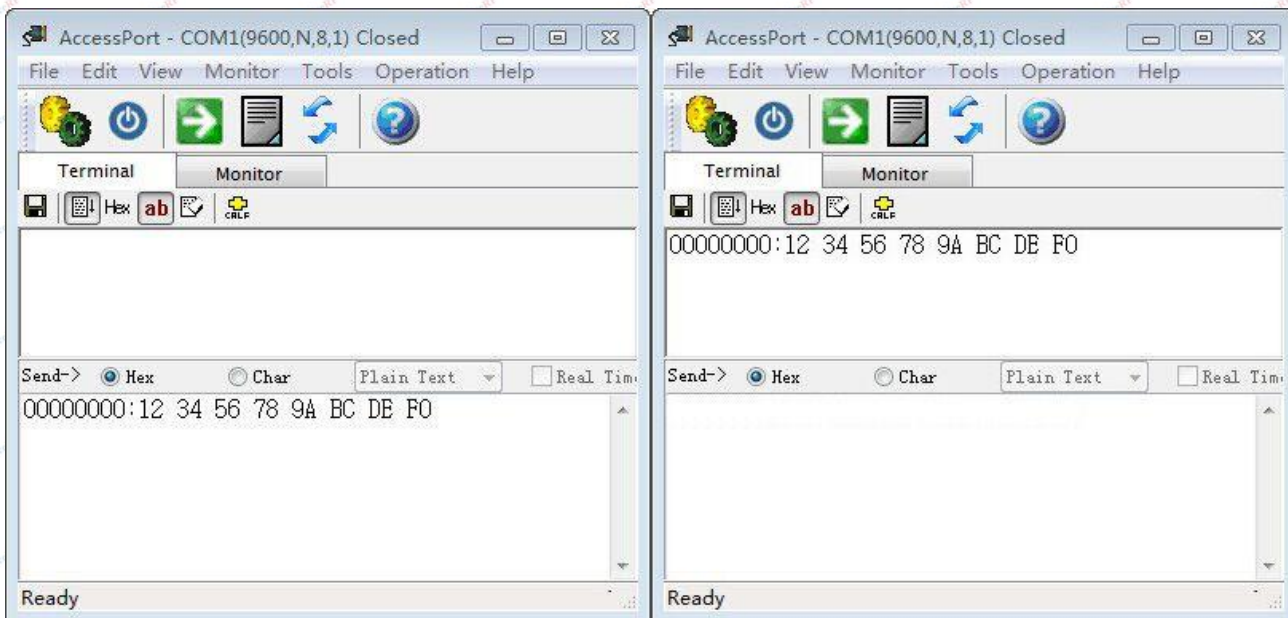 AccessPort - COM1(9600,N,8,1) Closed
File Edit View Monitor Tools Operation Help
Terminal Monitor
Hex ab CRLF
Send-> Hex Char Plain Text Real Tim
00000000:12 34 56 78 9A BC DE F0
Ready
AccessPort - COM1(9600,N,8,1) Closed
File Edit View Monitor Tools Operation Help
Terminal Monitor
Hex ab CRLF
00000000:12 34 56 78 9A BC DE F0
Send-> Hex Char Plain Text Real Tim
Ready